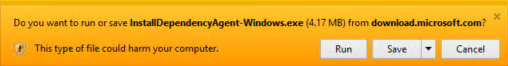 Do you want to run or save InstallDependencyAgent-Windows.exe (4.17 MB) from download.microsoft.com?
This type of file could harm your computer.
Run
Save
Cancel